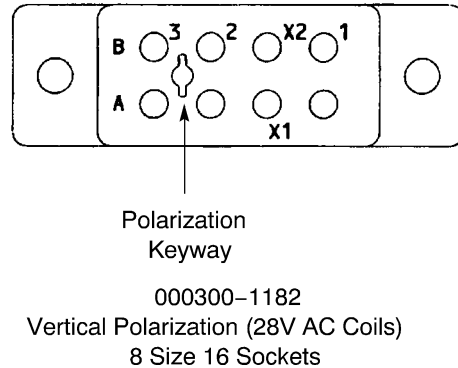 B 3 2 X2 1
A
X1
Polarization
Keyway
000300–1182
Vertical Polarization (28V AC Coils)
8 Size 16 Sockets